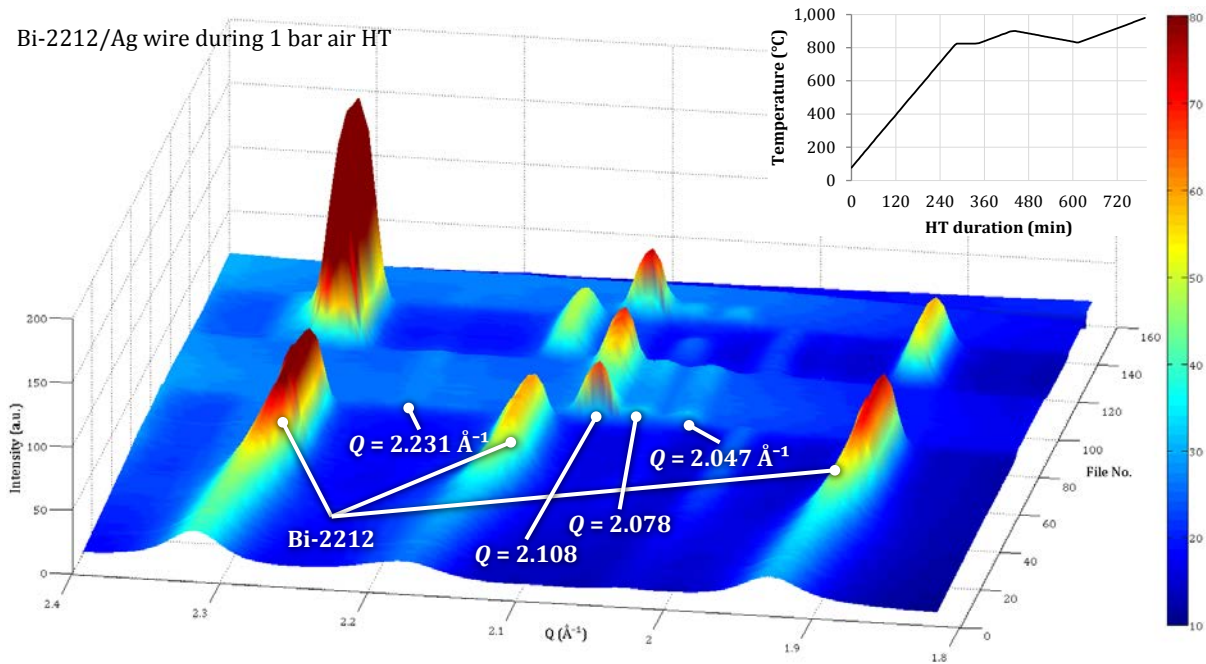 Bi-2212/Ag wire during 1 bar air HT
Temperature (°C)
1,000
800
600
400
200
0
0 120 240 360 480 600 720
HT duration (min)
80
70
60
50
40
30
20
10
Intensity (a.u.)
200
150
100
50
0
Q = 2.231 Å⁻¹
Q = 2.047 Å⁻¹
Q = 2.078
Q = 2.108
Bi-2212
2.4
2.3
2.2
2.1
2
1.9
1.8
Q (Å⁻¹)
160
140
120
100
80
60
40
20
0
File No.